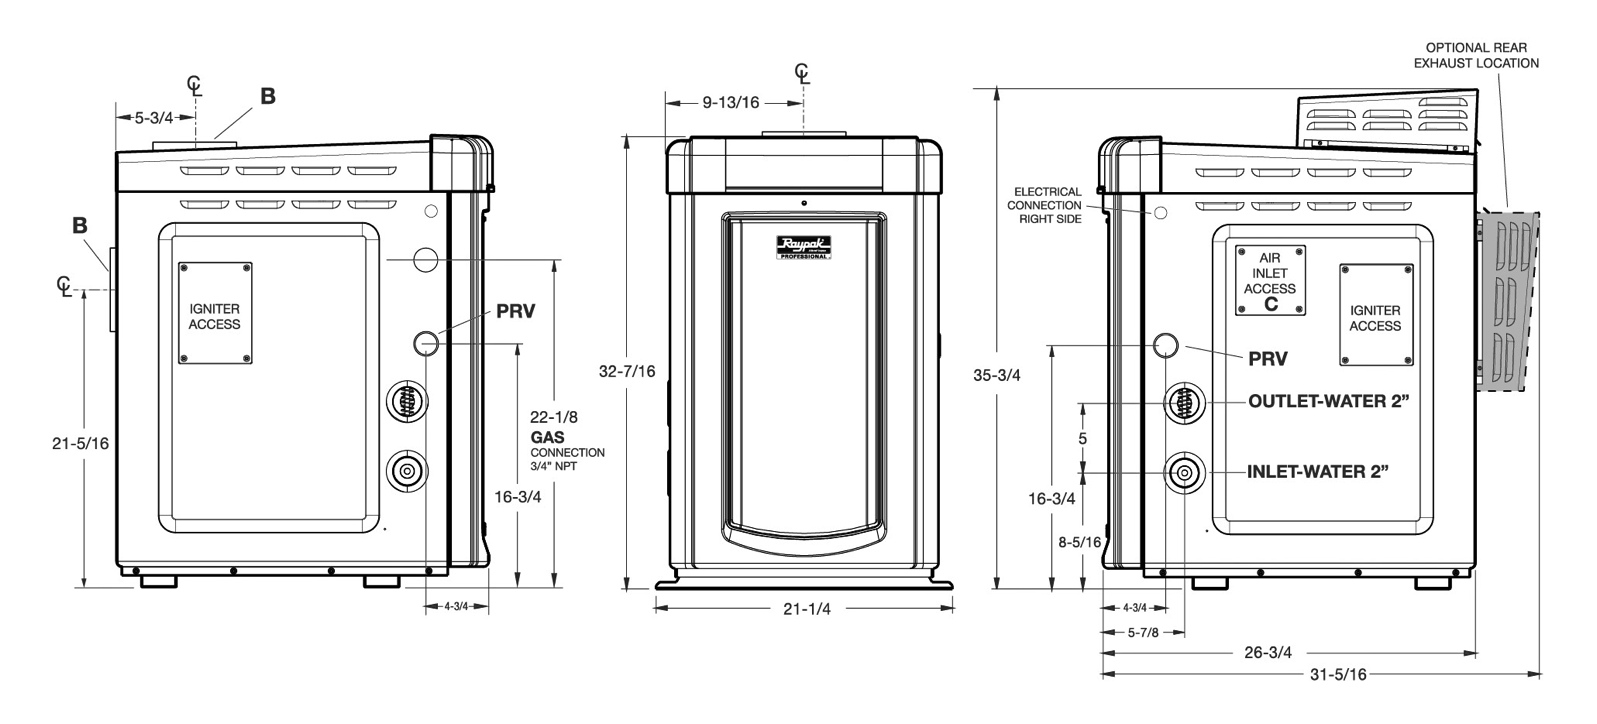 ℄
B
5-3/4
B
℄
IGNITER
ACCESS
PRV
21-5/16
22-1/8
GAS
CONNECTION
3/4" NPT
16-3/4
4-3/4
℄
9-13/16
Raypak
PROFESSIONAL
32-7/16
21-1/4
OPTIONAL REAR
EXHAUST LOCATION
ELECTRICAL
CONNECTION
RIGHT SIDE
AIR
INLET
ACCESS
C
IGNITER
ACCESS
35-3/4
PRV
OUTLET-WATER 2”
5
INLET-WATER 2”
16-3/4
8-5/16
4-3/4
5-7/8
26-3/4
31-5/16